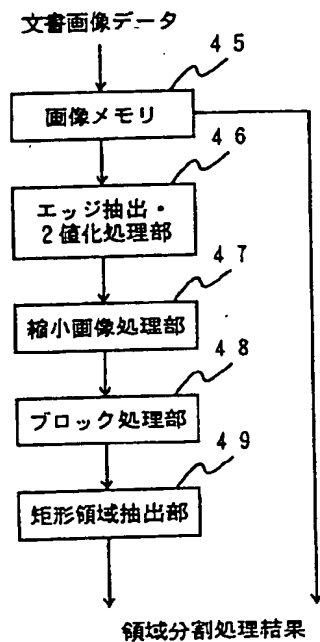 文書画像データ
45
画像メモリ
46
エッジ抽出・
2値化処理部
47
縮小画像処理部
48
ブロック処理部
49
矩形領域抽出部
領域分割処理結果